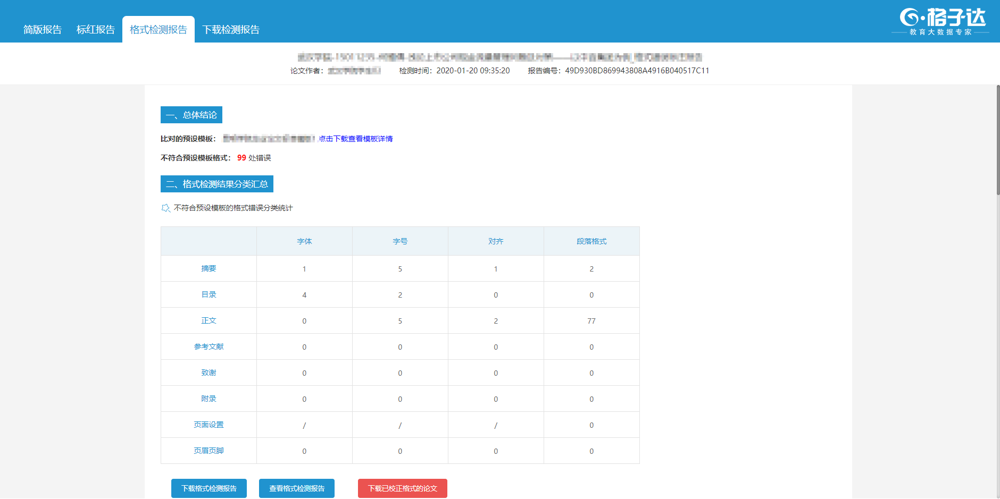 简版报告 标红报告 格式检测报告 下载检测报告
格子达
教育大数据专家
论文作者： 检测时间：2020-01-20 09:35:20 报告编号：49D930BD869943808A4916B040517C11
一、总体结论
比对的预设模板： 点击下载查看模板详情
不符合预设模板格式： 99 处错误
二、格式检测结果分类汇总
不符合预设模板的格式错误分类统计
字体 字号 对齐 段落格式
摘要 1 5 1 2
目录 4 2 0 0
正文 0 5 2 77
参考文献 0 0 0 0
致谢 0 0 0 0
附录 0 0 0 0
页面设置 / / / 0
页眉页脚 0 0 0 0
下载格式检测报告 查看格式检测报告 下载已校正格式的论文